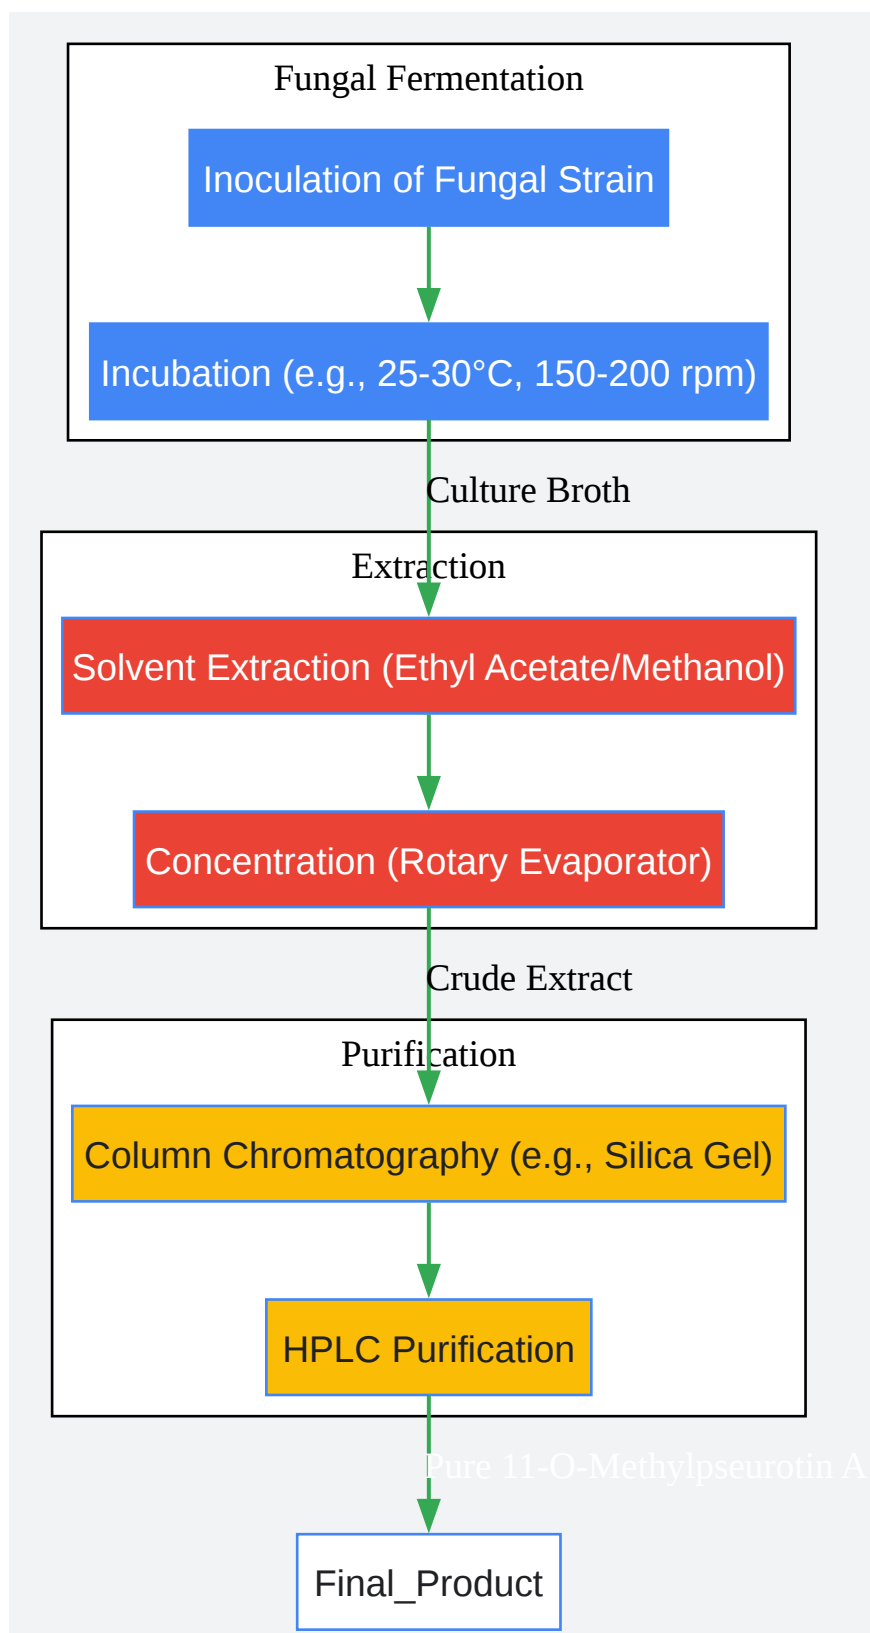 Fungal Fermentation
Inoculation of Fungal Strain
Incubation (e.g., 25-30°C, 150-200 rpm)
Culture Broth
Extraction
Solvent Extraction (Ethyl Acetate/Methanol)
Concentration (Rotary Evaporator)
Crude Extract
Purification
Column Chromatography (e.g., Silica Gel)
HPLC Purification
Pure 11-O-Methylpseurotin A
Final_Product